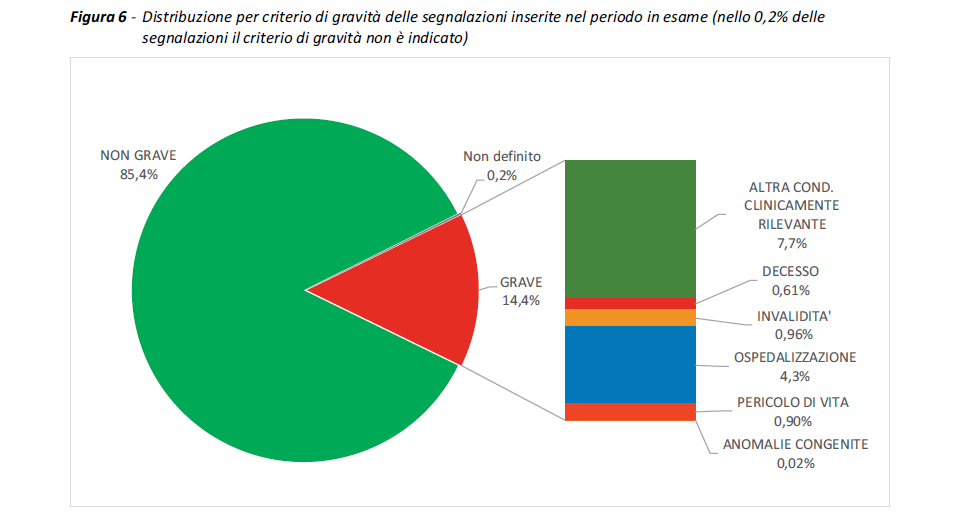 Figura 6 - Distribuzione per criterio di gravità delle segnalazioni inserite nel periodo in esame (nello 0,2% delle
segnalazioni il criterio di gravità non è indicato)
NON GRAVE
85,4%
Non definito
0,2%
GRAVE
14,4%
ALTRA COND.
CLINICAMENTE
RILEVANTE
7,7%
DECESSO
0,61%
INVALIDITA'
0,96%
OSPEDALIZZAZIONE
4,3%
PERICOLO DI VITA
0,90%
ANOMALIE CONGENITE
0,02%